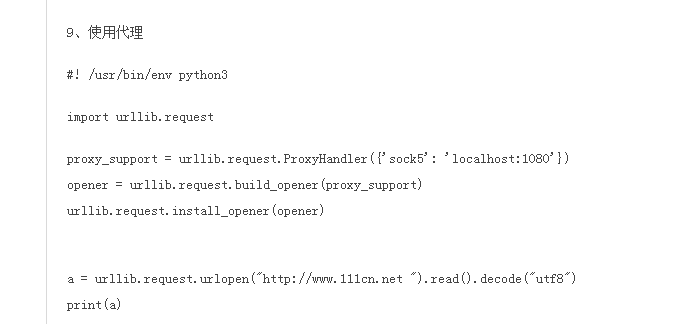 9、使用代理
#! /usr/bin/env python3
import urllib.request
proxy_support = urllib.request.ProxyHandler({'sock5': 'localhost:1080'})
opener = urllib.request.build_opener(proxy_support)
urllib.request.install_opener(opener)
a = urllib.request.urlopen("http://www.111cn.net ").read().decode("utf8")
print(a)